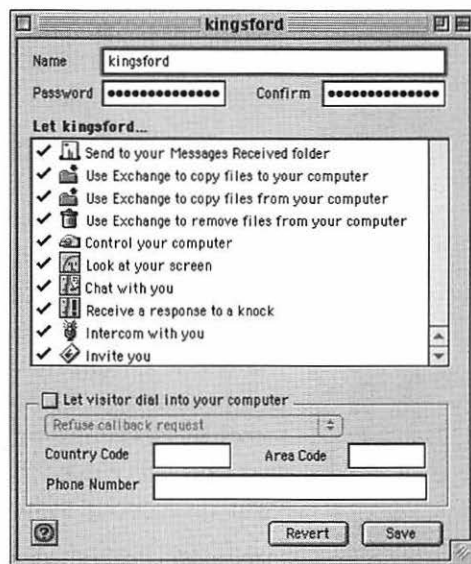 kingsford
Name kingsford
Password •••••••••••••• Confirm ••••••••••••••
Let kingsford...
✓ Send to your Messages Received folder
✓ Use Exchange to copy files to your computer
✓ Use Exchange to copy files from your computer
✓ Use Exchange to remove files from your computer
✓ Control your computer
✓ Look at your screen
✓ Chat with you
✓ Receive a response to a knock
✓ Intercom with you
✓ Invite you
Let visitor dial into your computer
Refuse callback request
Country Code Area Code
Phone Number
? Revert Save